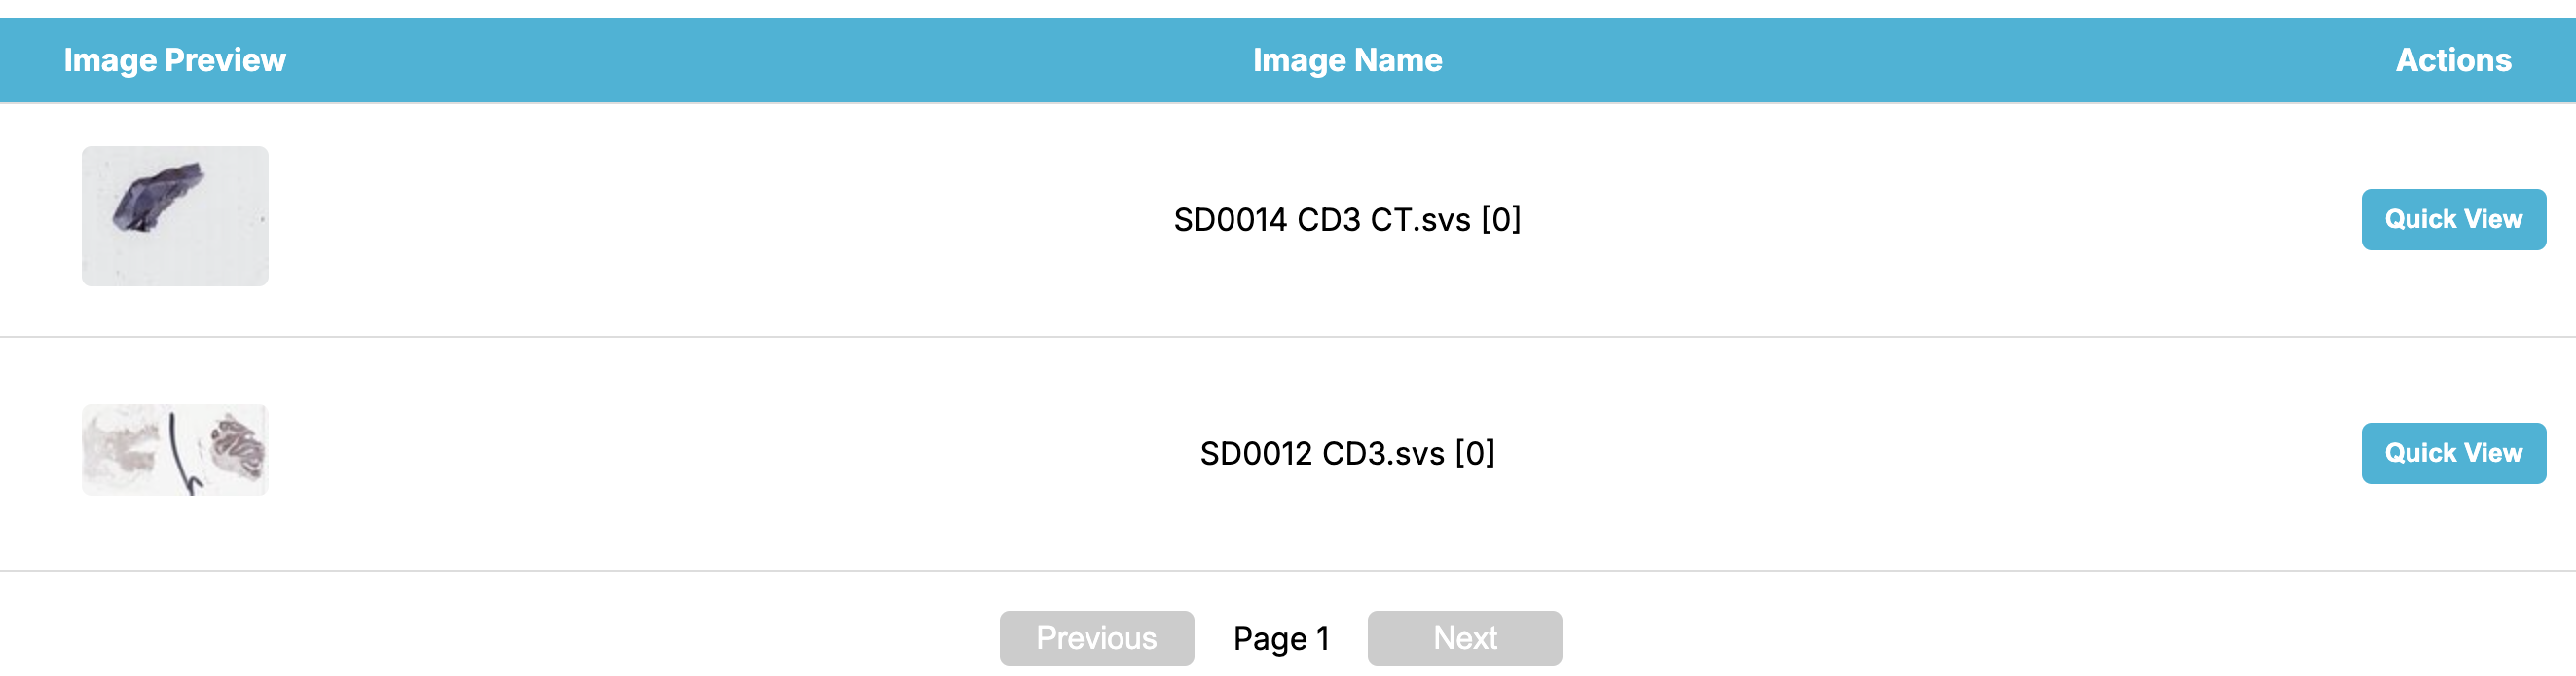 Image Preview Image Name Actions
SD0014 CD3 CT.svs [0] Quick View
SD0012 CD3.svs [0] Quick View
Previous Page 1 Next